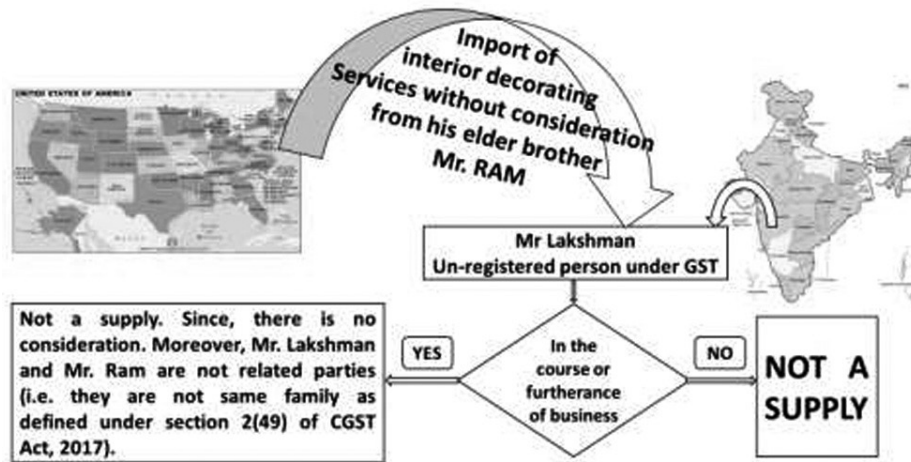 UNITED STATES OF AMERICA
Import of
interior decorating
Services without consideration
from his elder brother
Mr. RAM
Mr Lakshman
Un-registered person under GST
Not a supply. Since, there is no
consideration. Moreover, Mr. Lakshman
and Mr. Ram are not related parties
(i.e. they are not same family as
defined under section 2(49) of CGST
Act, 2017).
YES
In the
course or
furtherance
of business
NO
NOT A
SUPPLY